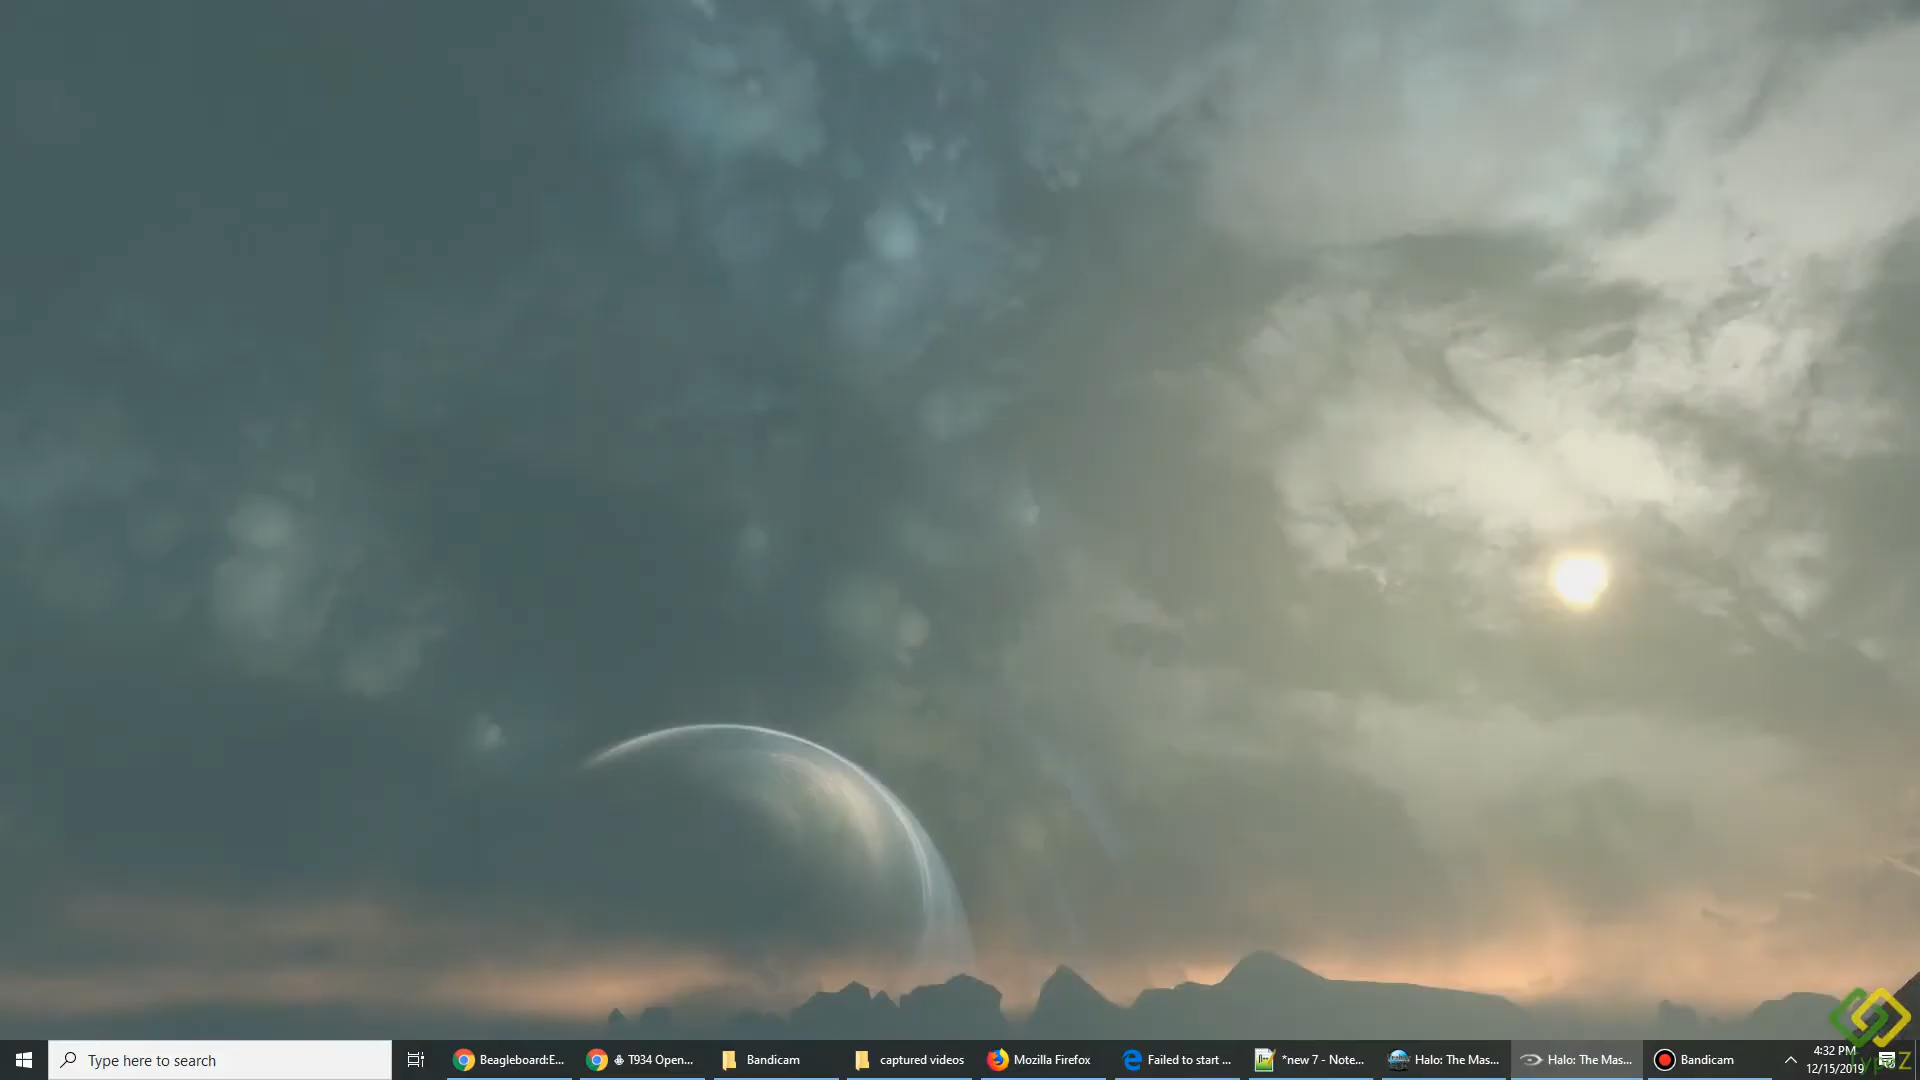 Type here to search
Beagleboard:E...
T934 Open...
Bandicam
captured videos
Mozilla Firefox
Failed to start ...
*new 7 - Note...
Halo: The Mas...
Halo: The Mas...
Bandicam
4:32 PM
12/15/2019